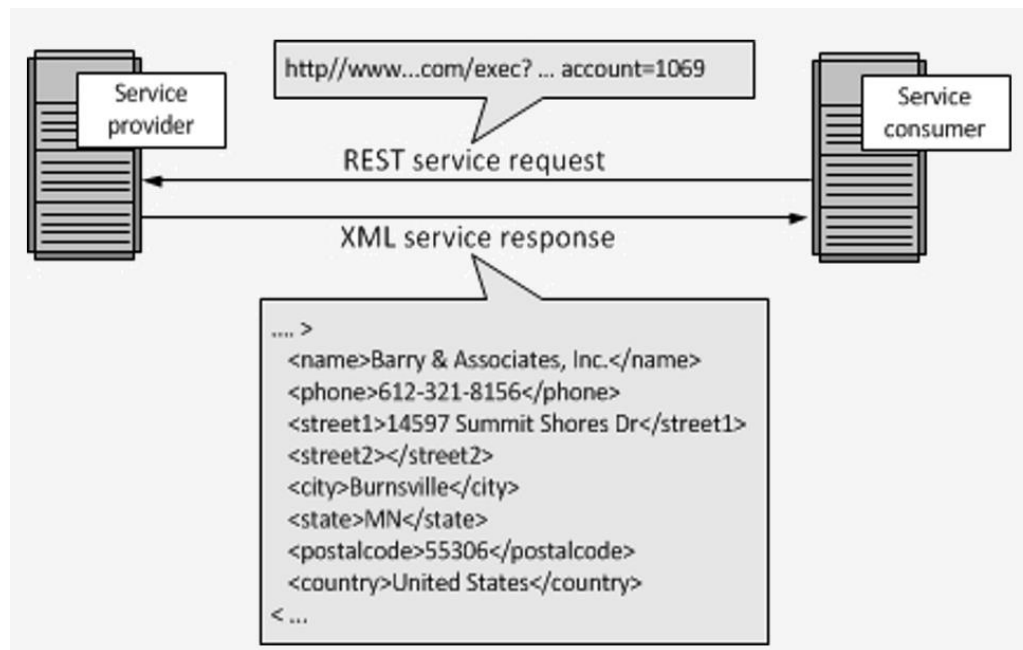 Service
provider
http//www...com/exec? ... account=1069
Service
consumer
REST service request
XML service response
.... >
<name>Barry & Associates, Inc.</name>
<phone>612-321-8156</phone>
<street1>14597 Summit Shores Dr</street1>
<street2></street2>
<city>Burnsville</city>
<state>MN</state>
<postalcode>55306</postalcode>
<country>United States</country>
< ...